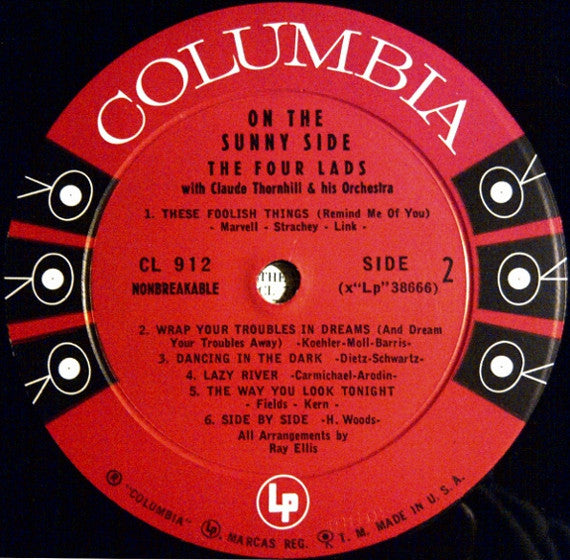 COLUMBIA
ON THE
SUNNY SIDE
THE FOUR LADS
with Claude Thornhill & his Orchestra
1. THESE FOOLISH THINGS (Remind Me Of You)
- Marvell - Strachey - Link -
CL 912
NONBREAKABLE
THE
CL
SIDE 2
(x"Lp"38666)
2. WRAP YOUR TROUBLES IN DREAMS (And Dream
Your Troubles Away) -Koehler-Moll-Barris-
3. DANCING IN THE DARK -Dietz-Schwartz-
4. LAZY RIVER -Carmichael-Arodin-
5. THE WAY YOU LOOK TONIGHT
- Fields - Kern -
6. SIDE BY SIDE -H. Woods-
All Arrangements by
Ray Ellis
Lp
® "COLUMBIA" Lp, MARCAS REG. T. M. MADE IN U. S. A.